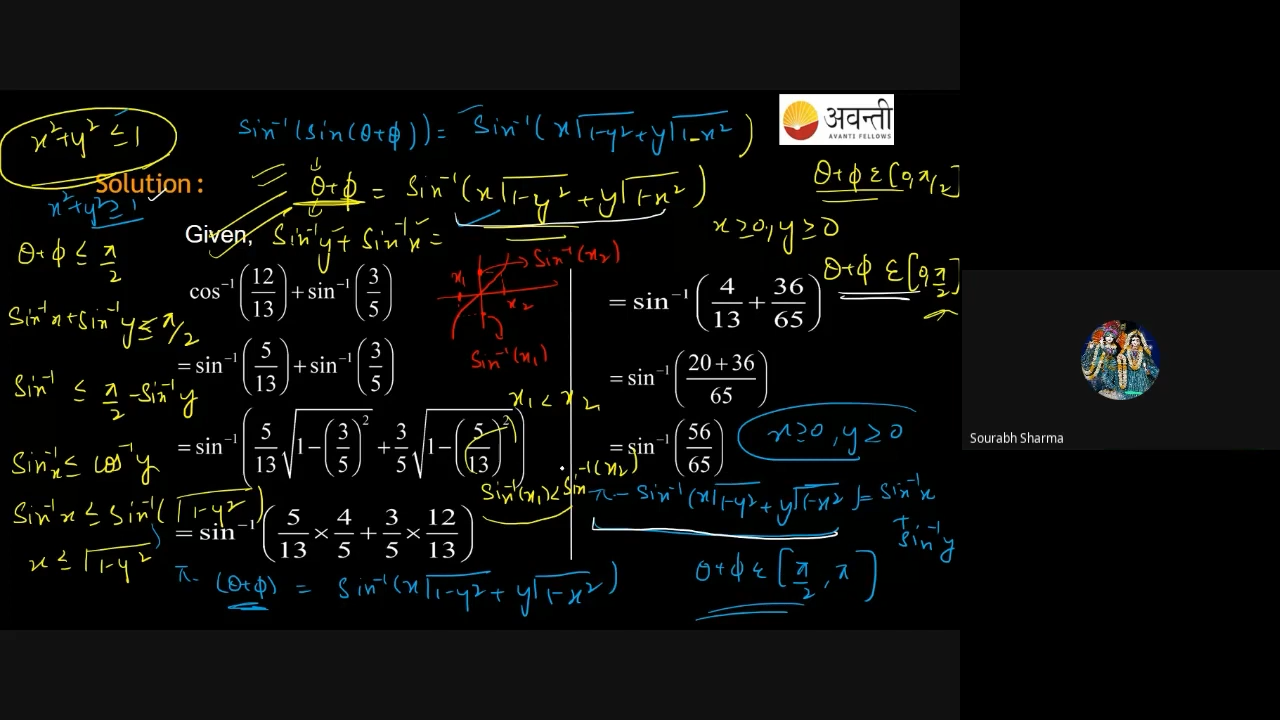 x²+y² ≤ 1
sin⁻¹(sin(θ+ϕ)) = sin⁻¹(x√1-y² + y√1-x²)
अवन्ती
AVANTI FELLOWS
Solution :
θ+ϕ = sin⁻¹(x√1-y² + y√1-x²)
θ+ϕ ε [0, π/2]
x²+y² ≥ 1
Given, sin⁻¹y + sin⁻¹x =
x ≥ 0, y ≥ 0
θ+ϕ ≤ π/2
sin⁻¹x + sin⁻¹y ≤ π/2
sin⁻¹ ≤ π/2 - sin⁻¹y
sin⁻¹x ≤ cos⁻¹y
sin⁻¹x ≤ sin⁻¹(√1-y²)
x ≤ √1-y²
cos⁻¹(12/13) + sin⁻¹(3/5)
= sin⁻¹(5/13) + sin⁻¹(3/5)
= sin⁻¹(5/13 √1-(3/5)² + 3/5 √1-(5/13)²)
= sin⁻¹(5/13 × 4/5 + 3/5 × 12/13)
π - (θ+ϕ) = sin⁻¹(x√1-y² + y√1-x²)
sin⁻¹(x₂)
x₁
x₂
sin⁻¹(x₁)
x₁ < x₂
sin⁻¹(x₁) < sin⁻¹(x₂)
= sin⁻¹(4/13 + 36/65)
θ+ϕ ε [0, π/2]
= sin⁻¹(20+36/65)
= sin⁻¹(56/65)
x ≥ 0, y ≥ 0
π - sin⁻¹(x√1-y² + y√1-x²) = sin⁻¹x
+
sin⁻¹y
θ+ϕ ε [π/2, π]
Sourabh Sharma